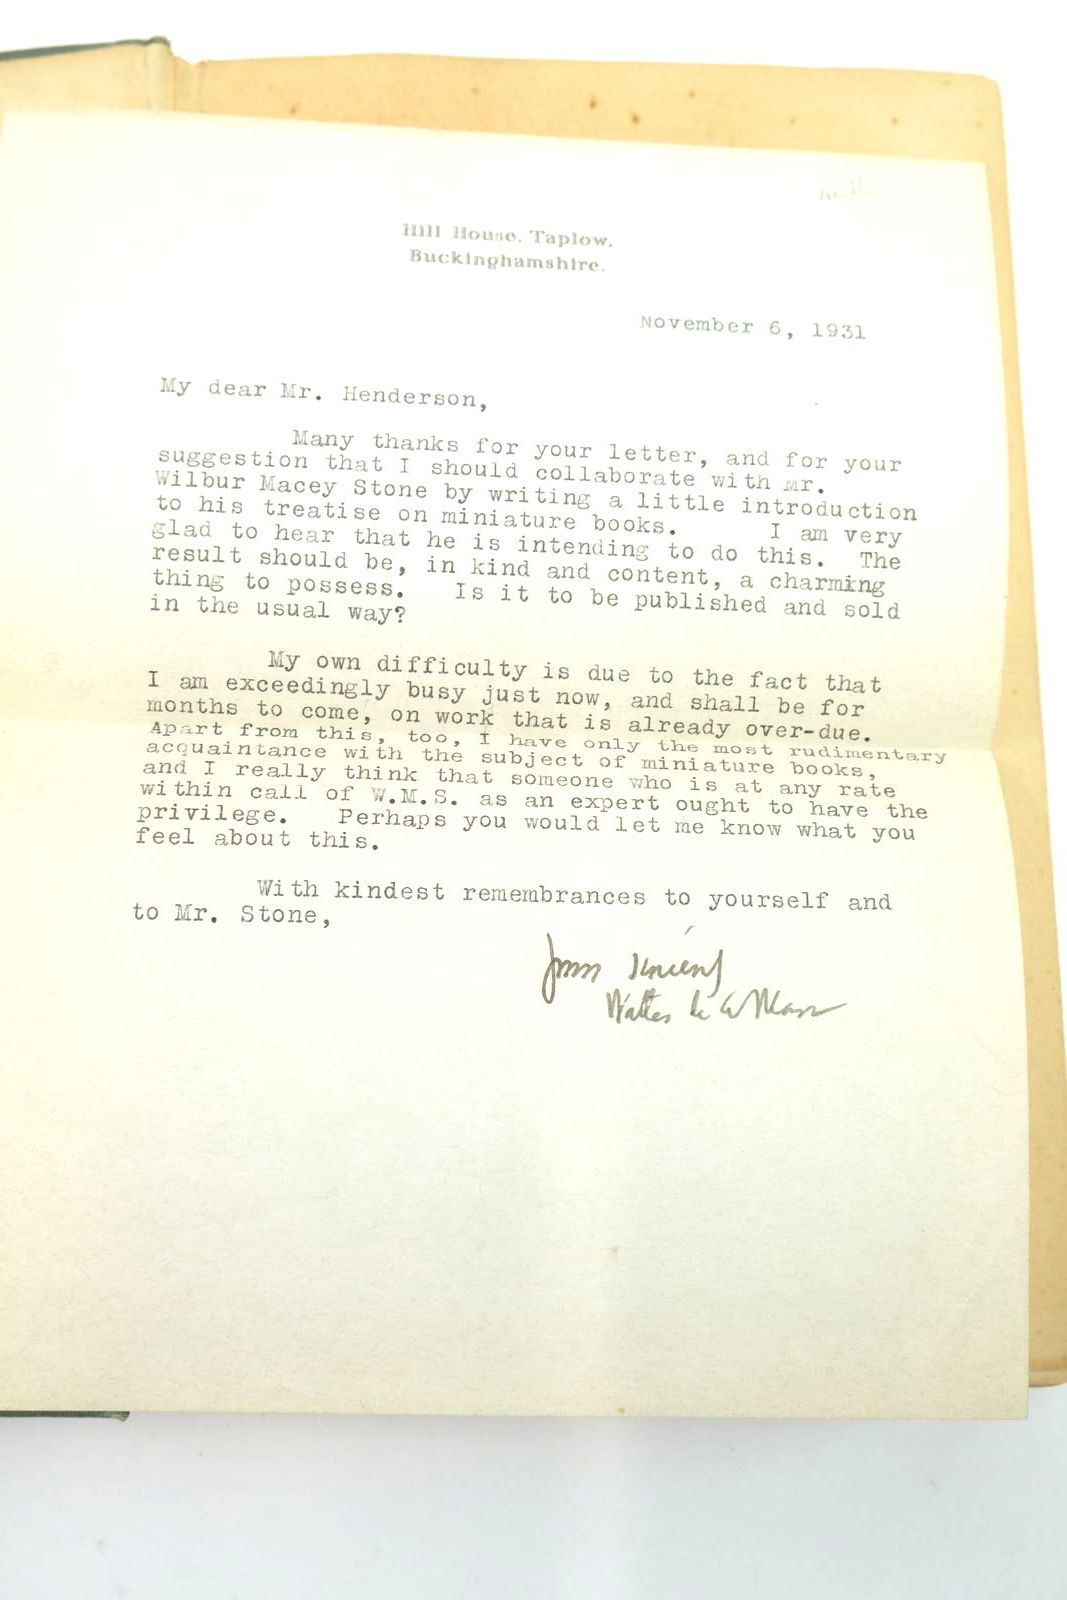 Hill House, Taplow,
Buckinghamshire.
November 6, 1931
My dear Mr. Henderson,
Many thanks for your letter, and for your
suggestion that I should collaborate with Mr.
Wilbur Macey Stone by writing a little introduction
to his treatise on miniature books. I am very
glad to hear that he is intending to do this. The
result should be, in kind and content, a charming
thing to possess. Is it to be published and sold
in the usual way?
My own difficulty is due to the fact that
I am exceedingly busy just now, and shall be for
months to come, on work that is already over-due.
Apart from this, too, I have only the most rudimentary
acquaintance with the subject of miniature books,
and I really think that someone who is at any rate
within call of W.M.S. as an expert ought to have the
privilege. Perhaps you would let me know what you
feel about this.
With kindest remembrances to yourself and
to Mr. Stone,
Yours sincerely
Walter de la Mare